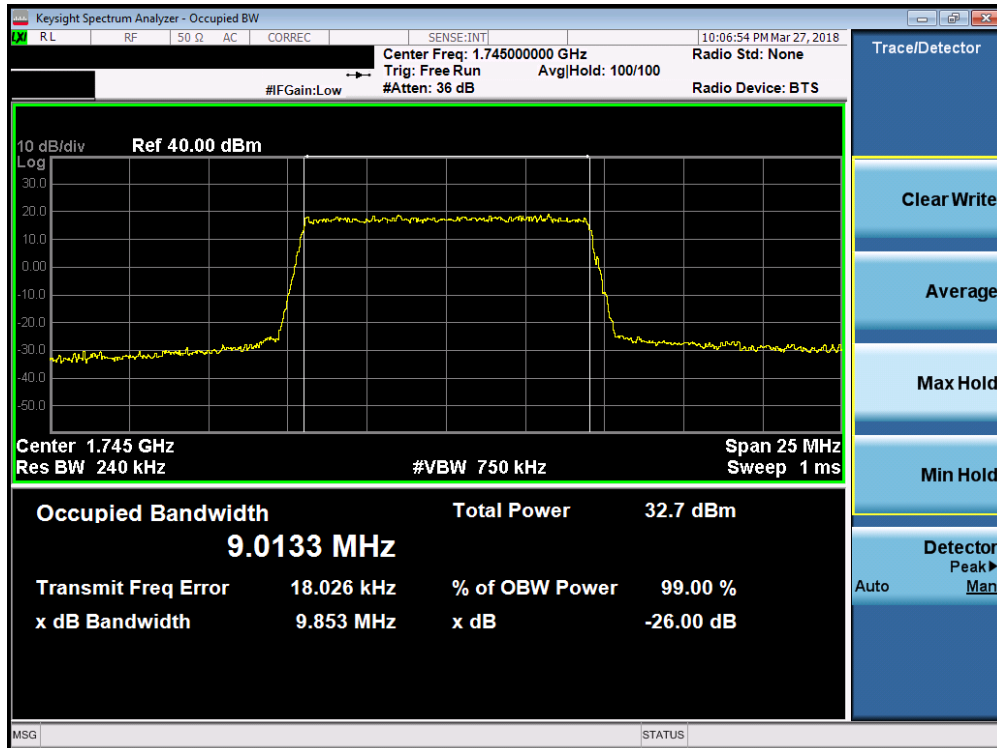 Keysight Spectrum Analyzer - Occupied BW
LXI RL RF 50 Ω AC CORREC SENSE:INT 10:06:54 PM Mar 27, 2018
Center Freq: 1.745000000 GHz Radio Std: None
Trig: Free Run Avg|Hold: 100/100
#IFGain:Low #Atten: 36 dB Radio Device: BTS
10 dB/div Ref 40.00 dBm
Log
30.0
20.0
10.0
0.00
-10.0
-20.0
-30.0
-40.0
-50.0
Center 1.745 GHz Span 25 MHz
Res BW 240 kHz #VBW 750 kHz Sweep 1 ms
Occupied Bandwidth Total Power 32.7 dBm
9.0133 MHz
Transmit Freq Error 18.026 kHz % of OBW Power 99.00 %
x dB Bandwidth 9.853 MHz x dB -26.00 dB
MSG STATUS
Trace/Detector
Clear Write
Average
Max Hold
Min Hold
Detector
Peak
Auto Man